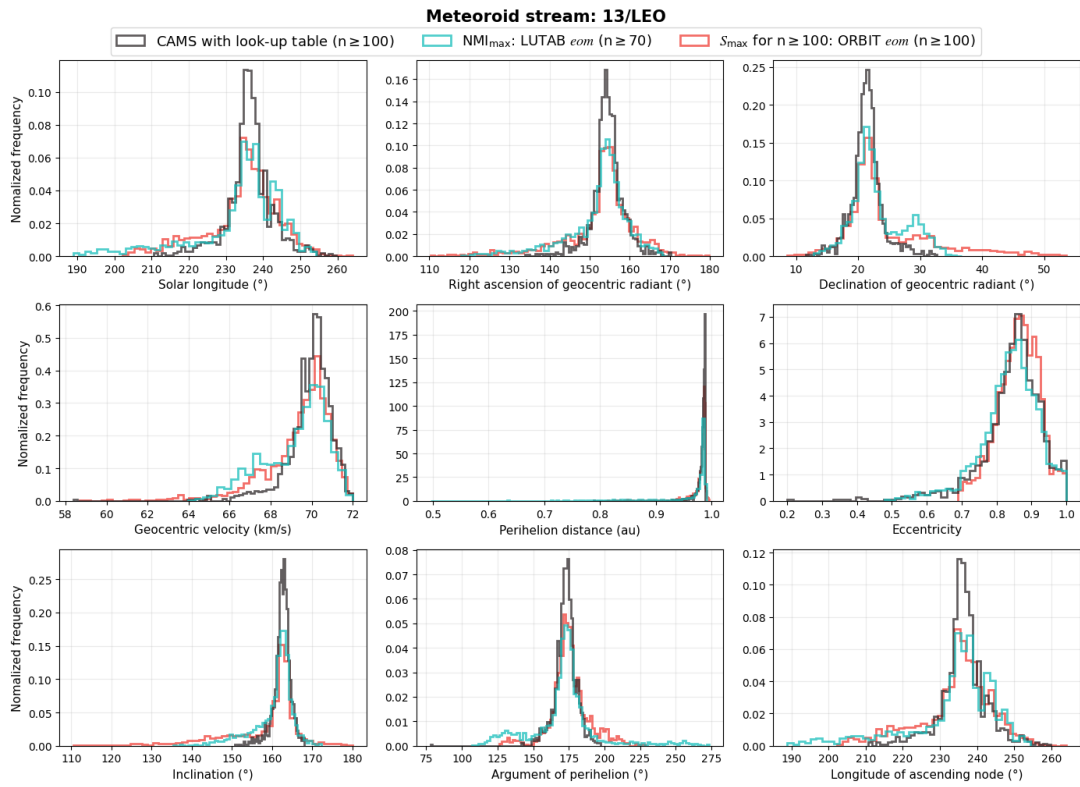 Meteoroid stream: 13/LEO
CAMS with look-up table (n ≥ 100)
NMI_max: LUTAB eom (n ≥ 70)
S_max for n ≥ 100: ORBIT eom (n ≥ 100)
Nomalized frequency
0.00 0.02 0.04 0.06 0.08 0.10
190 200 210 220 230 240 250 260
Solar longitude (°)
0.00 0.02 0.04 0.06 0.08 0.10 0.12 0.14 0.16
110 120 130 140 150 160 170 180
Right ascension of geocentric radiant (°)
0.00 0.05 0.10 0.15 0.20 0.25
10 20 30 40 50
Declination of geocentric radiant (°)
Nomalized frequency
0.0 0.1 0.2 0.3 0.4 0.5 0.6
58 60 62 64 66 68 70 72
Geocentric velocity (km/s)
0 25 50 75 100 125 150 175 200
0.5 0.6 0.7 0.8 0.9 1.0
Perihelion distance (au)
0 1 2 3 4 5 6 7
0.2 0.3 0.4 0.5 0.6 0.7 0.8 0.9 1.0
Eccentricity
Nomalized frequency
0.00 0.05 0.10 0.15 0.20 0.25
110 120 130 140 150 160 170 180
Inclination (°)
0.00 0.01 0.02 0.03 0.04 0.05 0.06 0.07 0.08
75 100 125 150 175 200 225 250 275
Argument of perihelion (°)
0.00 0.02 0.04 0.06 0.08 0.10 0.12
190 200 210 220 230 240 250 260
Longitude of ascending node (°)